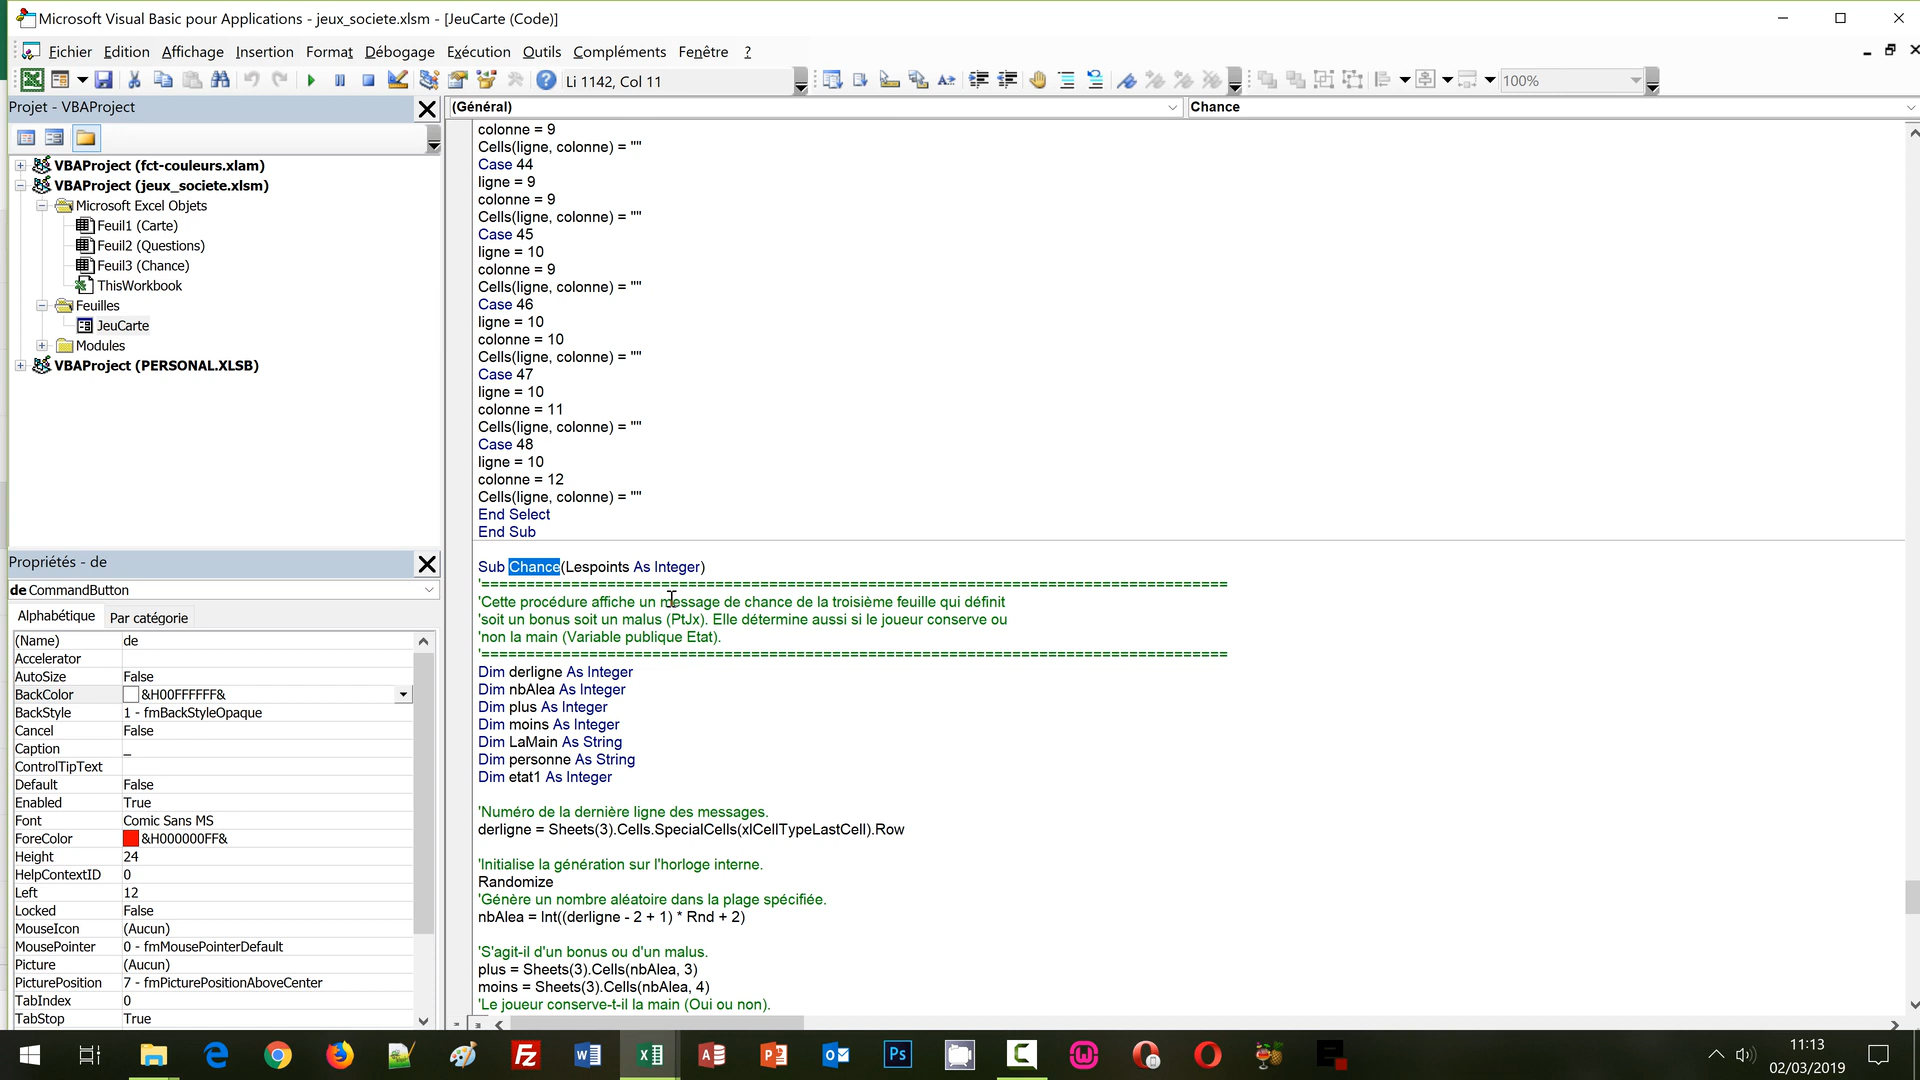 Microsoft Visual Basic pour Applications - jeux_societe.xlsm - [JeuCarte (Code)]
Fichier Edition Affichage Insertion Format Débogage Exécution Outils Compléments Fenêtre ?
Li 1142, Col 11
100%
Projet - VBAProject
VBAProject (fct-couleurs.xlam)
VBAProject (jeux_societe.xlsm)
Microsoft Excel Objets
Feuil1 (Carte)
Feuil2 (Questions)
Feuil3 (Chance)
ThisWorkbook
Feuilles
JeuCarte
Modules
VBAProject (PERSONAL.XLSB)
Propriétés - de
de CommandButton
Alphabétique Par catégorie
(Name) de
Accelerator
AutoSize False
BackColor &H00FFFFFF&
BackStyle 1 - fmBackStyleOpaque
Cancel False
Caption _
ControlTipText
Default False
Enabled True
Font Comic Sans MS
ForeColor &H000000FF&
Height 24
HelpContextID 0
Left 12
Locked False
MouseIcon (Aucun)
MousePointer 0 - fmMousePointerDefault
Picture (Aucun)
PicturePosition 7 - fmPicturePositionAboveCenter
TabIndex 0
TabStop True
(Général) Chance
colonne = 9
Cells(ligne, colonne) = ""
Case 44
ligne = 9
colonne = 9
Cells(ligne, colonne) = ""
Case 45
ligne = 10
colonne = 9
Cells(ligne, colonne) = ""
Case 46
ligne = 10
colonne = 10
Cells(ligne, colonne) = ""
Case 47
ligne = 10
colonne = 11
Cells(ligne, colonne) = ""
Case 48
ligne = 10
colonne = 12
Cells(ligne, colonne) = ""
End Select
End Sub
Sub Chance(Lespoints As Integer)
'===================================================================================
'Cette procédure affiche un message de chance de la troisième feuille qui définit
'soit un bonus soit un malus (PtJx). Elle détermine aussi si le joueur conserve ou
'non la main (Variable publique Etat).
'===================================================================================
Dim derligne As Integer
Dim nbAlea As Integer
Dim plus As Integer
Dim moins As Integer
Dim LaMain As String
Dim personne As String
Dim etat1 As Integer
'Numéro de la dernière ligne des messages.
derligne = Sheets(3).Cells.SpecialCells(xlCellTypeLastCell).Row
'Initialise la génération sur l'horloge interne.
Randomize
'Génère un nombre aléatoire dans la plage spécifiée.
nbAlea = Int((derligne - 2 + 1) * Rnd + 2)
'S'agit-il d'un bonus ou d'un malus.
plus = Sheets(3).Cells(nbAlea, 3)
moins = Sheets(3).Cells(nbAlea, 4)
'Le joueur conserve-t-il la main (Oui ou non).
11:13
02/03/2019